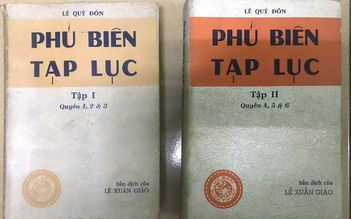 LÊ QUÝ ĐÔN
PHỦ BIÊN
TẠP LỤC
Tập I
Quyển 1, 2 & 3
bản dịch của
LÊ XUÂN GIÁO
LÊ QUÝ ĐÔN
PHỦ BIÊN
TẠP LỤC
Tập II
Quyển 4, 5 & 6
bản dịch của
LÊ XUÂN GIÁO